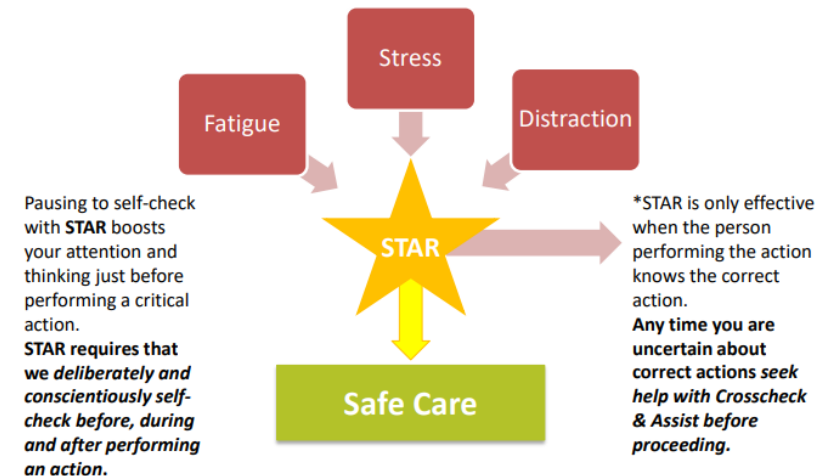 Stress
Fatigue
Distraction
Pausing to self-check
with STAR boosts
your attention and
thinking just before
performing a critical
action.
STAR requires that
we deliberately and
conscientiously self-
check before, during
and after performing
an action.
STAR
*STAR is only effective
when the person
performing the action
knows the correct
action.
Any time you are
uncertain about
correct actions seek
help with Crosscheck
& Assist before
proceeding.
Safe Care